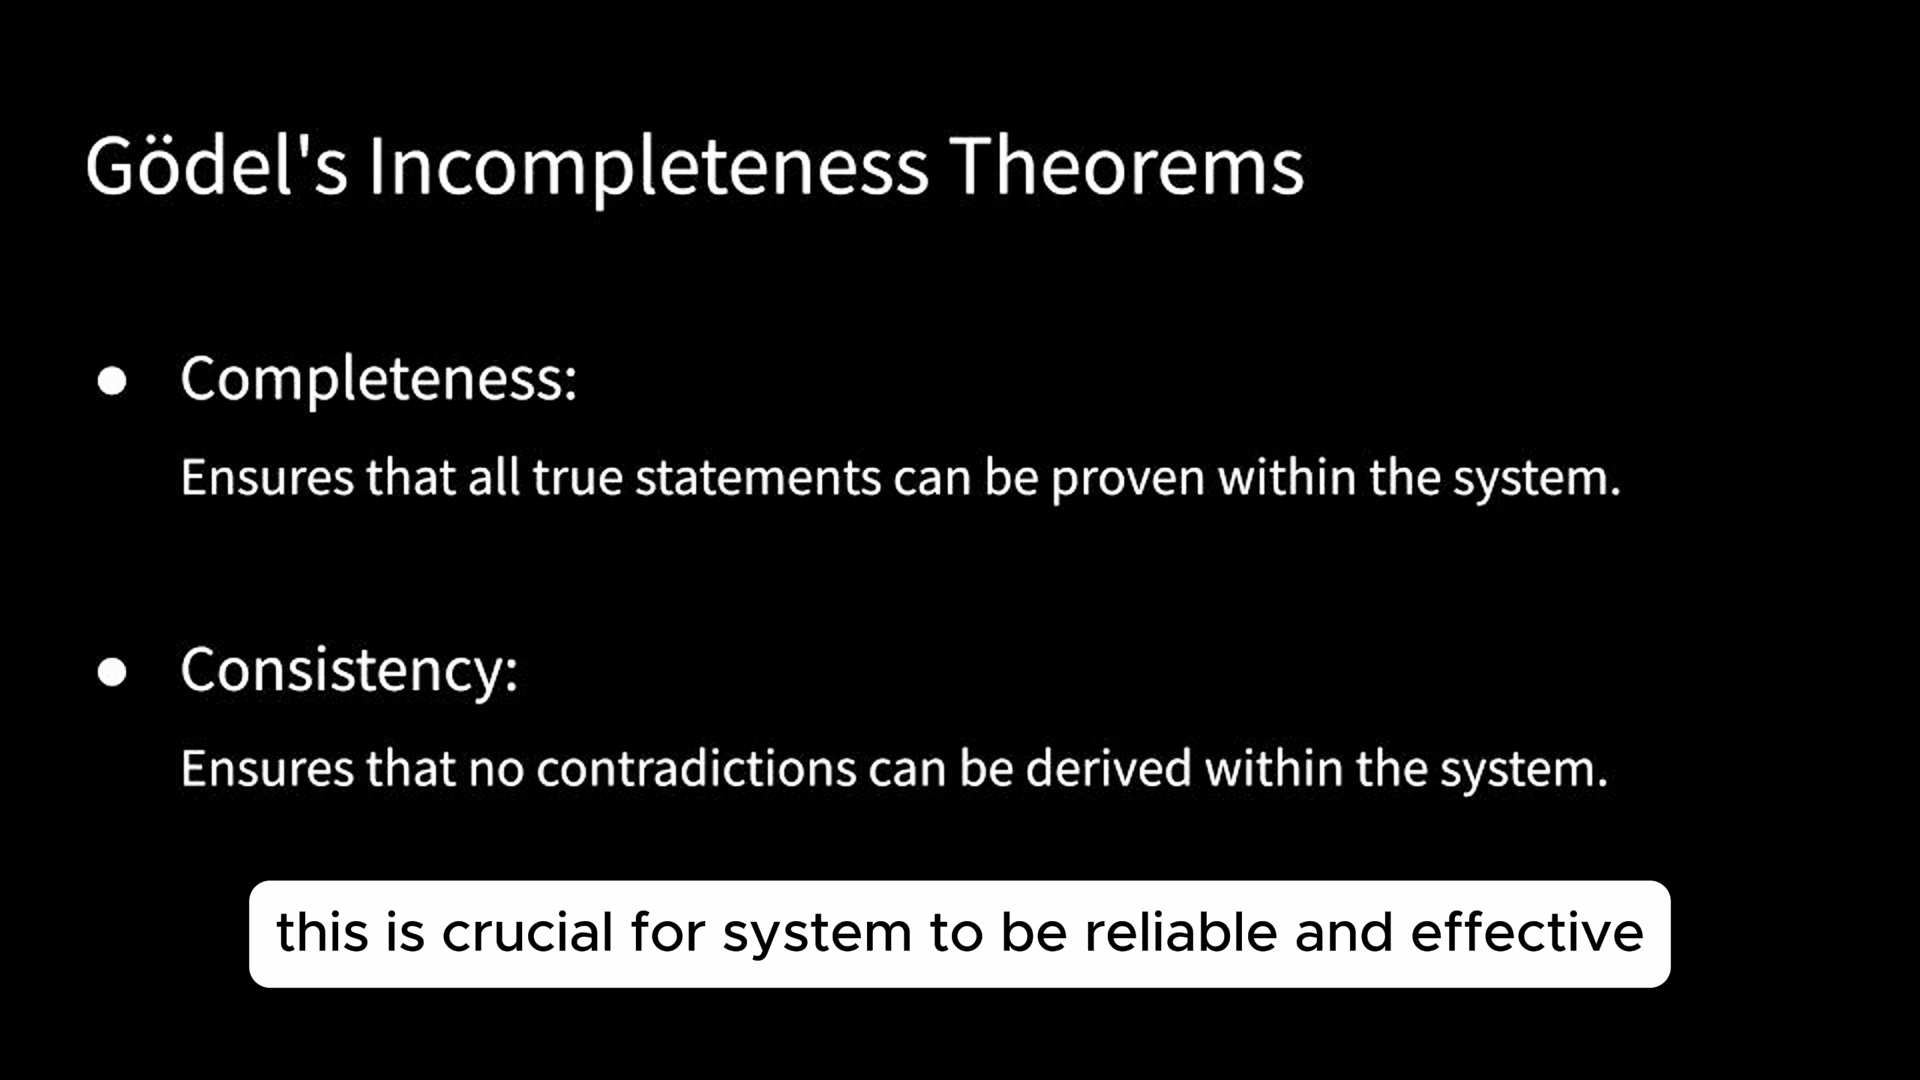 Gödel's Incompleteness Theorems
● Completeness:
Ensures that all true statements can be proven within the system.
● Consistency:
Ensures that no contradictions can be derived within the system.
this is crucial for system to be reliable and effective